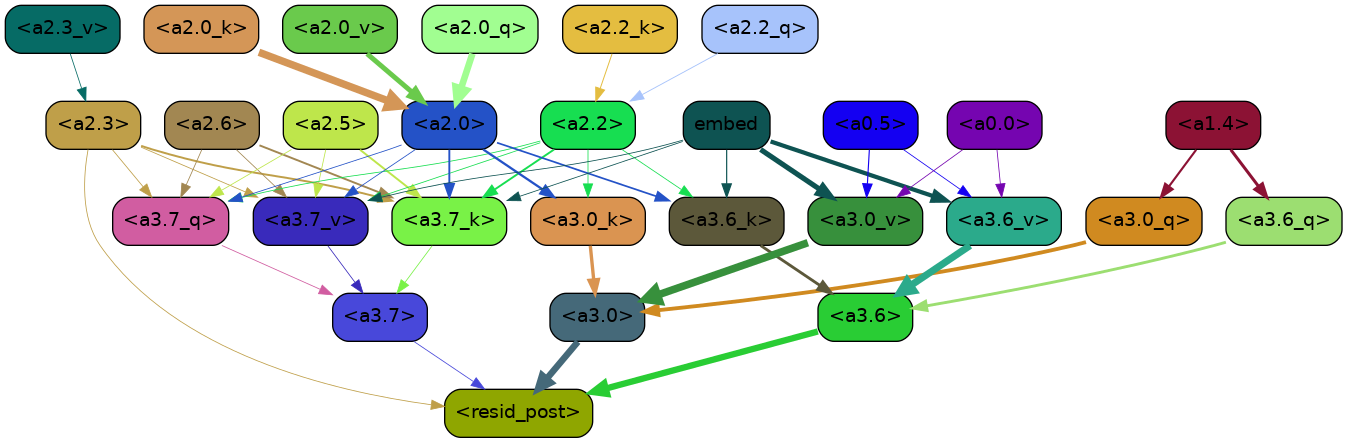 <a2.3_v> <a2.0_k> <a2.0_v> <a2.0_q> <a2.2_k> <a2.2_q>
<a2.3> <a2.6> <a2.5> <a2.0> <a2.2> embed <a0.5> <a0.0> <a1.4>
<a3.7_q> <a3.7_v> <a3.7_k> <a3.0_k> <a3.6_k> <a3.0_v> <a3.6_v> <a3.0_q> <a3.6_q>
<a3.7> <a3.0> <a3.6>
<resid_post>